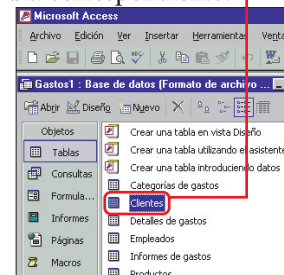 Microsoft Access
Archivo Edición Ver Insertar Herramientas
Gastos1 : Base de datos (Formato de archivo ...
Abrir Diseño Nuevo
Objetos
Tablas
Consultas
Formula...
Informes
Páginas
Macros
Crear una tabla en vista Diseño
Crear una tabla utilizando el asistente
Crear una tabla introduciendo datos
Categorías de gastos
Clientes
Detalles de gastos
Empleados
Informes de gastos
Productos